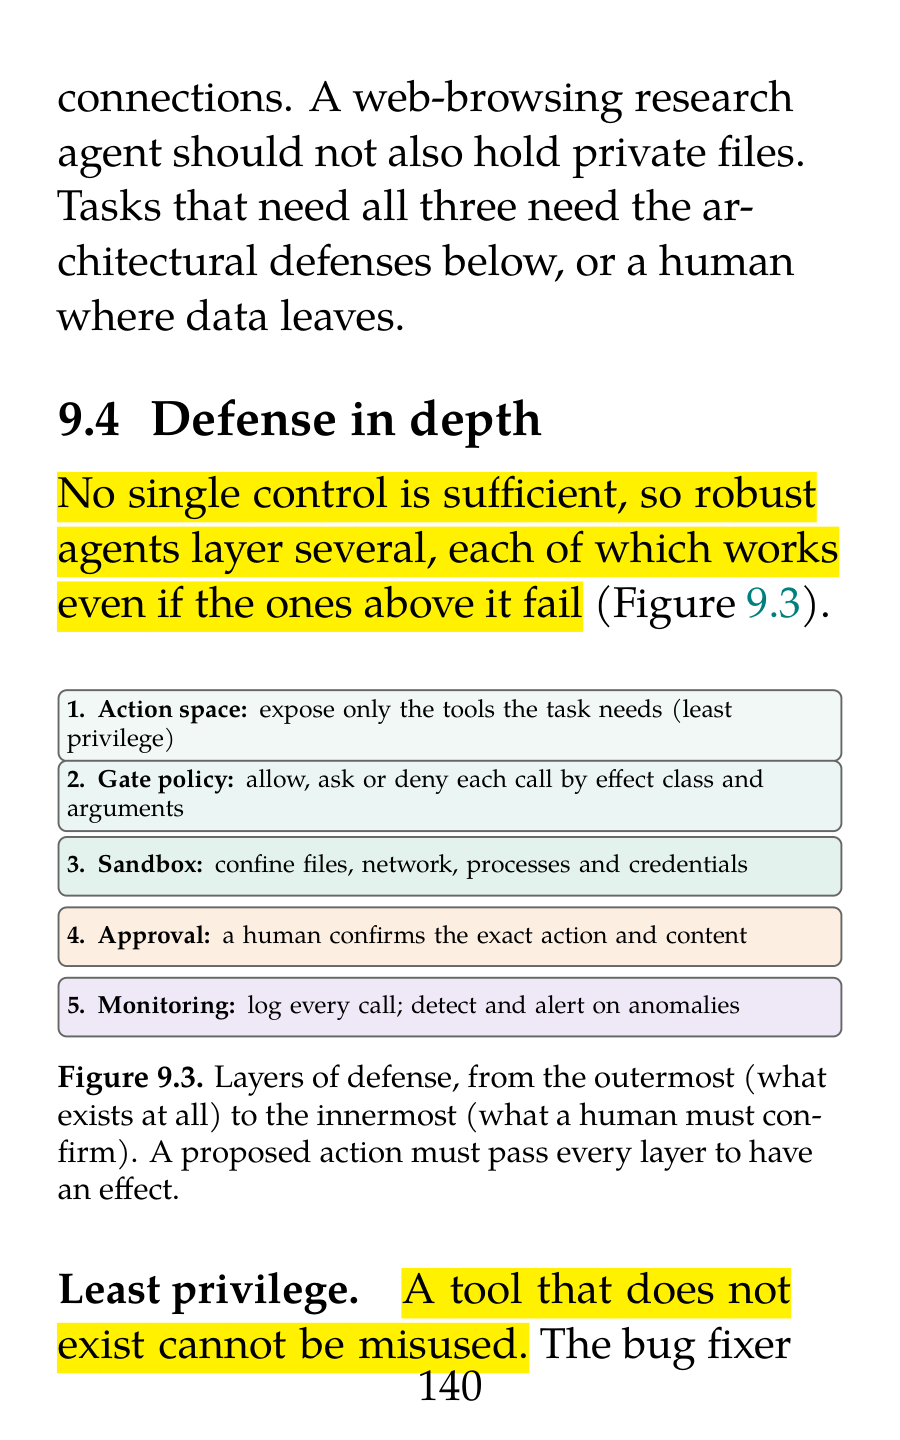 connections. A web-browsing research
agent should not also hold private files.
Tasks that need all three need the ar-
chitectural defenses below, or a human
where data leaves.
9.4 Defense in depth
No single control is sufficient, so robust
agents layer several, each of which works
even if the ones above it fail (Figure 9.3).
1. Action space: expose only the tools the task needs (least
privilege)
2. Gate policy: allow, ask or deny each call by effect class and
arguments
3. Sandbox: confine files, network, processes and credentials
4. Approval: a human confirms the exact action and content
5. Monitoring: log every call; detect and alert on anomalies
Figure 9.3. Layers of defense, from the outermost (what
exists at all) to the innermost (what a human must con-
firm). A proposed action must pass every layer to have
an effect.
Least privilege. A tool that does not
exist cannot be misused. The bug fixer
140